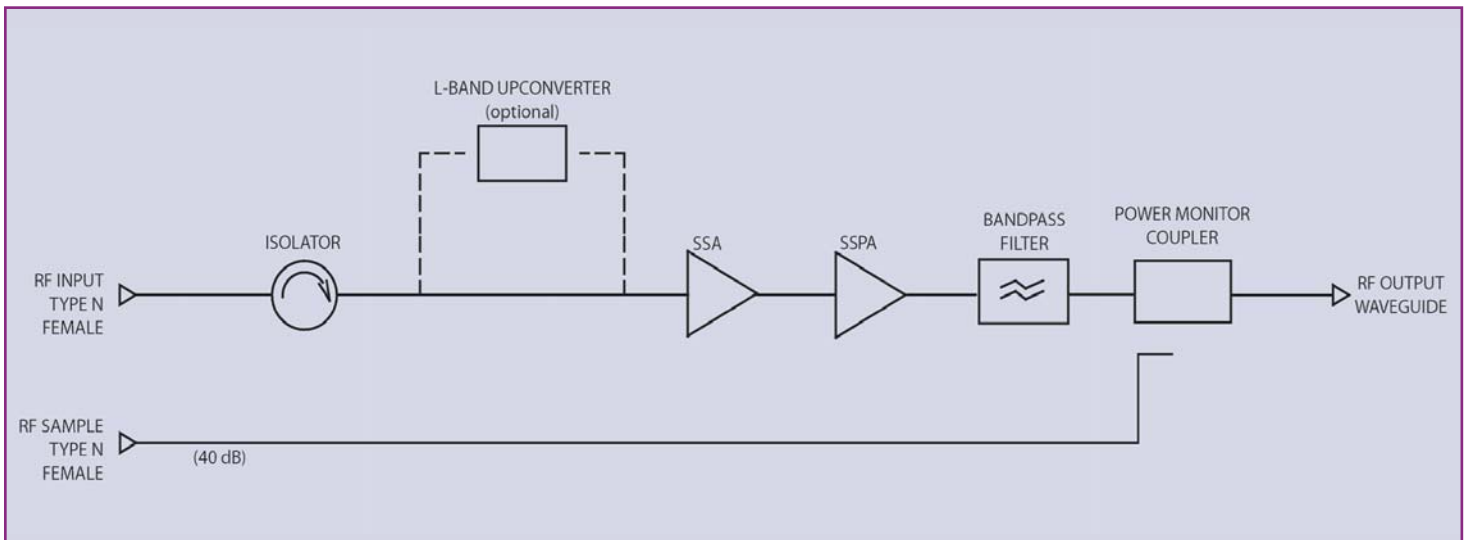 L-BAND UPCONVERTER
(optional)
ISOLATOR
SSA
SSPA
BANDPASS
FILTER
POWER MONITOR
COUPLER
RF INPUT
TYPE N
FEMALE
RF OUTPUT
WAVEGUIDE
RF SAMPLE
TYPE N
FEMALE
(40 dB)